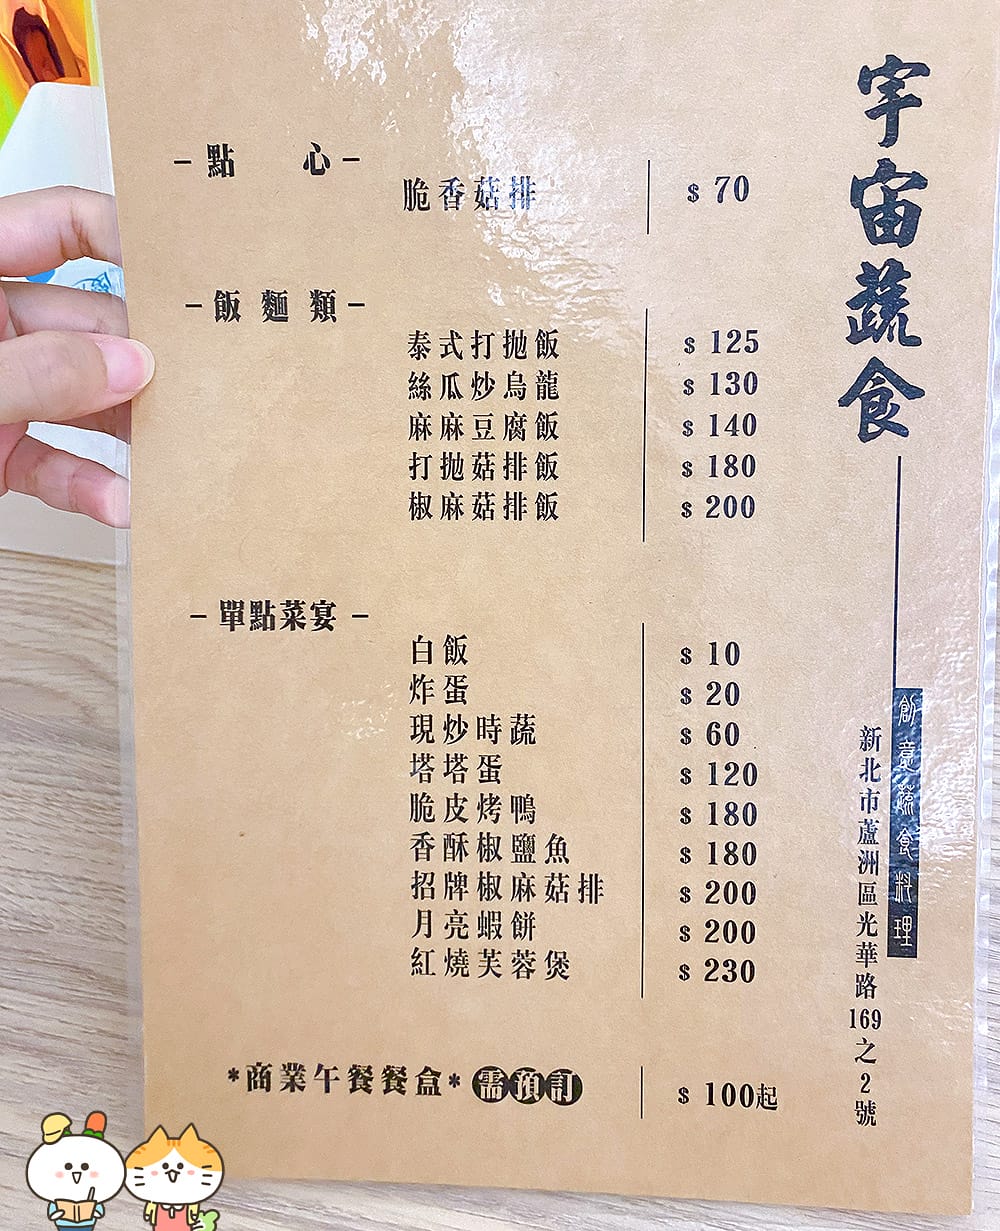 宇宙蔬食
創意蔬食料理
新北市蘆洲區光華路169之2號
－點 心－
脆香菇排 $ 70
－飯麵類－
泰式打拋飯 $ 125
絲瓜炒烏龍 $ 130
麻麻豆腐飯 $ 140
打拋菇排飯 $ 180
椒麻菇排飯 $ 200
－單點菜宴－
白飯 $ 10
炸蛋 $ 20
現炒時蔬 $ 60
塔塔蛋 $ 120
脆皮烤鴨 $ 180
香酥椒鹽魚 $ 180
招牌椒麻菇排 $ 200
月亮蝦餅 $ 200
紅燒芙蓉煲 $ 230
*商業午餐餐盒* 需預訂 $ 100起